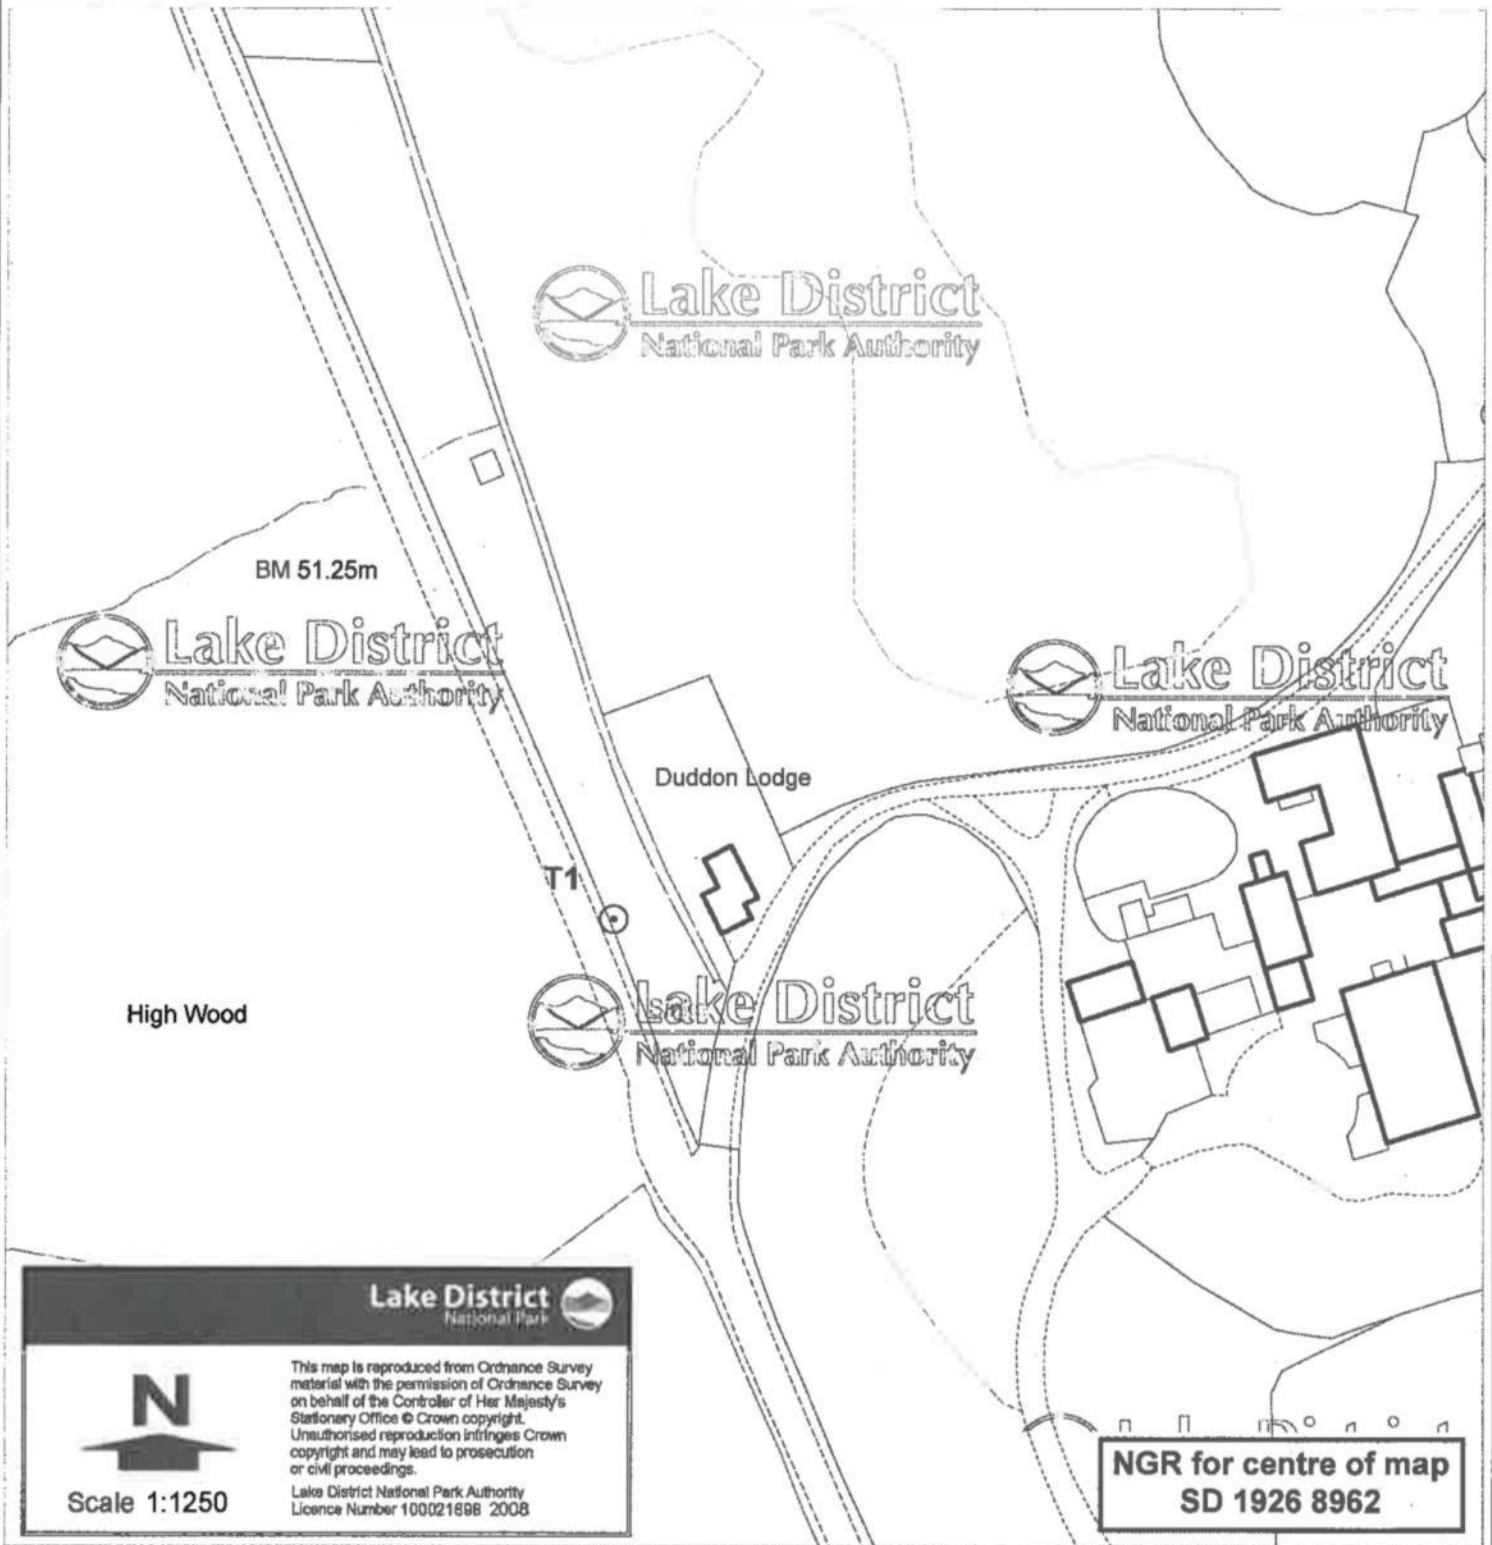 Lake District
National Park Authority
BM 51.25m
Lake District
National Park Authority
Lake District
National Park Authority
Duddon Lodge
T1
High Wood
Lake District
National Park Authority
Lake District
National Park
N
Scale 1:1250
This map is reproduced from Ordnance Survey
material with the permission of Ordnance Survey
on behalf of the Controller of Her Majesty's
Stationery Office © Crown copyright.
Unauthorised reproduction infringes Crown
copyright and may lead to prosecution
or civil proceedings.
Lake District National Park Authority
Licence Number 100021698 2008
NGR for centre of map
SD 1926 8962